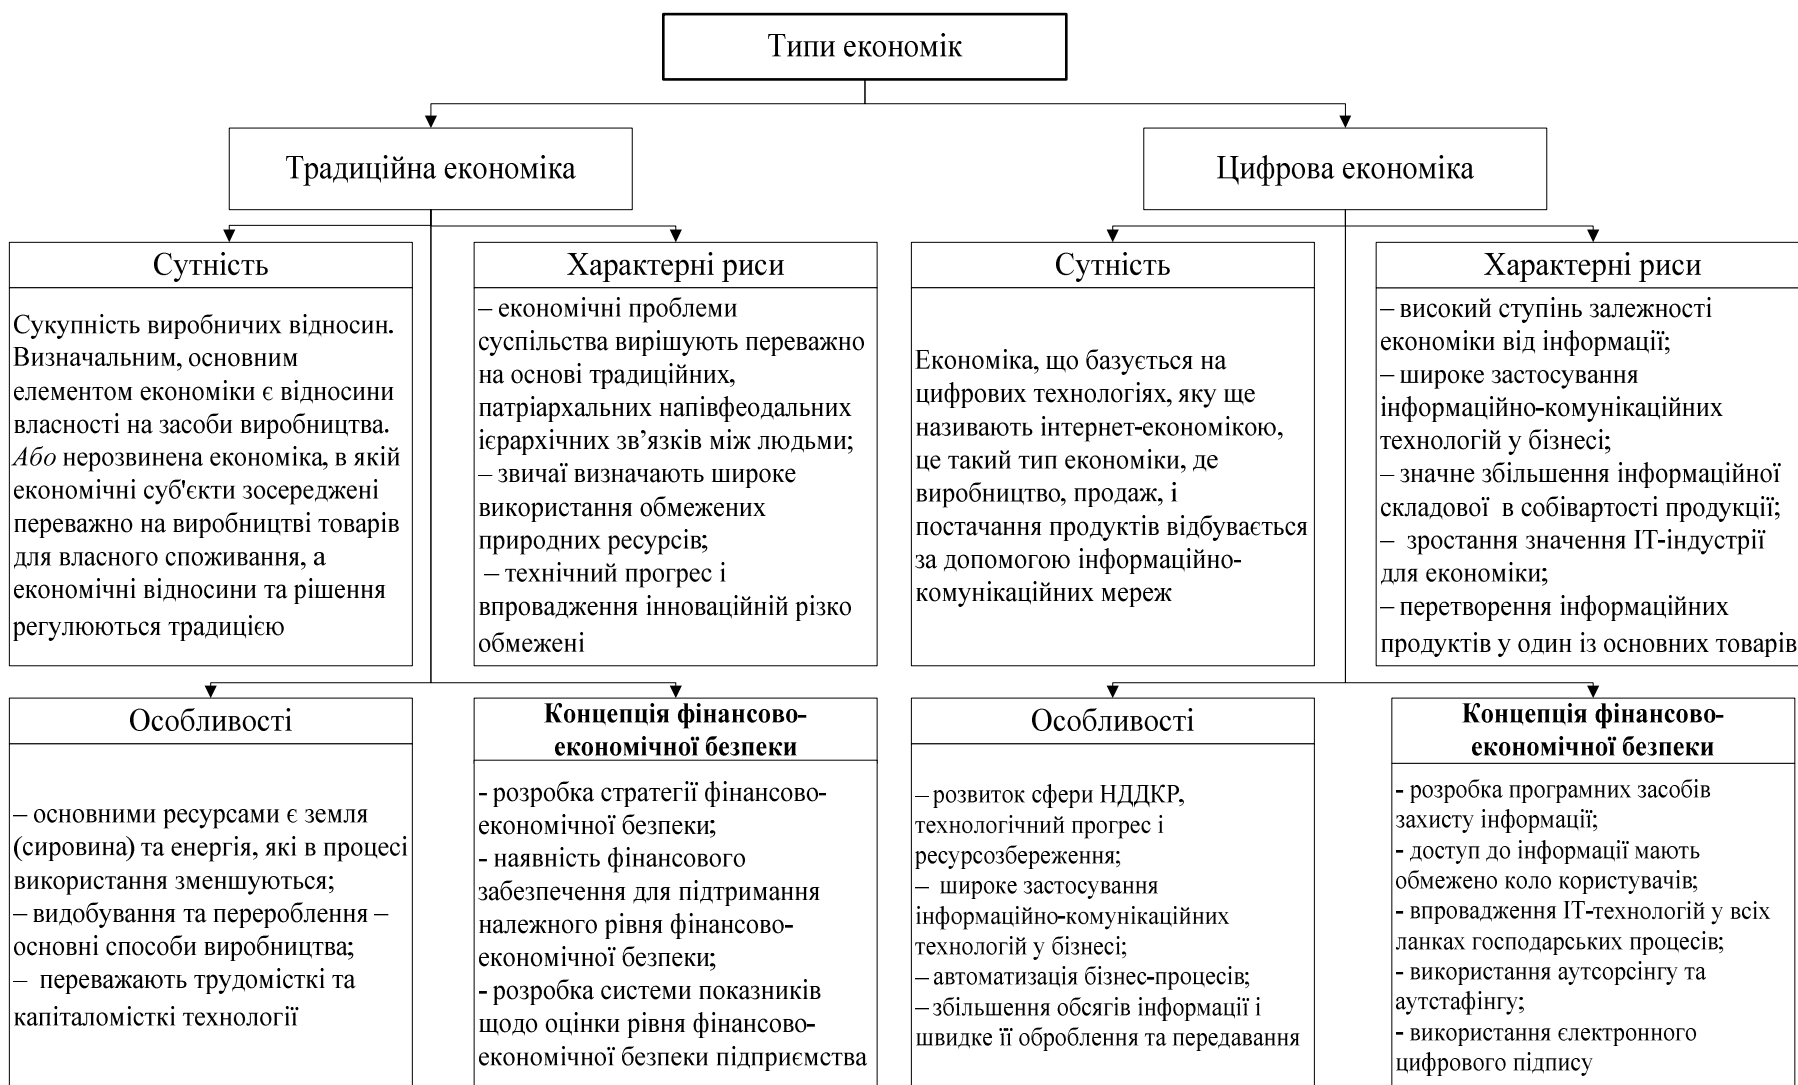 Типи економік
Традиційна економіка
Цифрова економіка
Сутність
Сукупність виробничих відносин.
Визначальним, основним
елементом економіки є відносини
власності на засоби виробництва.
Або нерозвинена економіка, в якій
економічні суб'єкти зосереджені
переважно на виробництві товарів
для власного споживання, а
економічні відносини та рішення
регулюються традицією
Характерні риси
– економічні проблеми
суспільства вирішують переважно
на основі традиційних,
патріархальних напівфеодальних
ієрархічних зв’язків між людьми;
– звичаї визначають широке
використання обмежених
природних ресурсів;
– технічний прогрес і
впровадження інноваційній різко
обмежені
Сутність
Економіка, що базується на
цифрових технологіях, яку ще
називають інтернет-економікою,
це такий тип економіки, де
виробництво, продаж, і
постачання продуктів відбувається
за допомогою інформаційно-
комунікаційних мереж
Характерні риси
– високий ступінь залежності
економіки від інформації;
– широке застосування
інформаційно-комунікаційних
технологій у бізнесі;
– значне збільшення інформаційної
складової в собівартості продукції;
– зростання значення ІТ-індустрії
для економіки;
– перетворення інформаційних
продуктів у один із основних товарів
Особливості
– основними ресурсами є земля
(сировина) та енергія, які в процесі
використання зменшуються;
– видобування та перероблення –
основні способи виробництва;
– переважають трудомісткі та
капіталомісткі технології
Концепція фінансово-
економічної безпеки
- розробка стратегії фінансово-
економічної безпеки;
- наявність фінансового
забезпечення для підтримання
належного рівня фінансово-
економічної безпеки;
- розробка системи показників
щодо оцінки рівня фінансово-
економічної безпеки підприємства
Особливості
– розвиток сфери НДДКР,
технологічний прогрес і
ресурсозбереження;
– широке застосування
інформаційно-комунікаційних
технологій у бізнесі;
– автоматизація бізнес-процесів;
– збільшення обсягів інформації і
швидке її оброблення та передавання
Концепція фінансово-
економічної безпеки
- розробка програмних засобів
захисту інформації;
- доступ до інформації мають
обмежено коло користувачів;
- впровадження ІТ-технологій у всіх
ланках господарських процесів;
- використання аутсорсінгу та
аутстафінгу;
- використання єлектронного
цифрового підпису